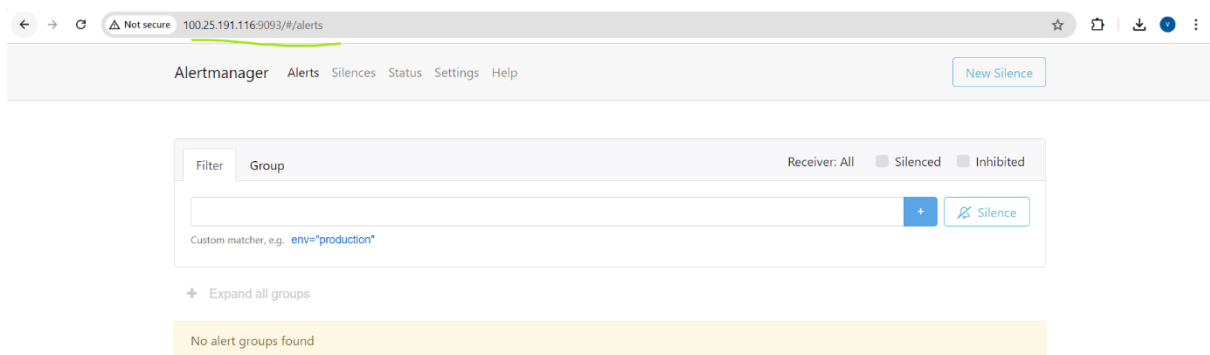 Not secure 100.25.191.116:9093/#/alerts V
Alertmanager Alerts Silences Status Settings Help New Silence
Filter Group Receiver: All Silenced Inhibited
+ Silence
Custom matcher, e.g. env="production"
+ Expand all groups
No alert groups found